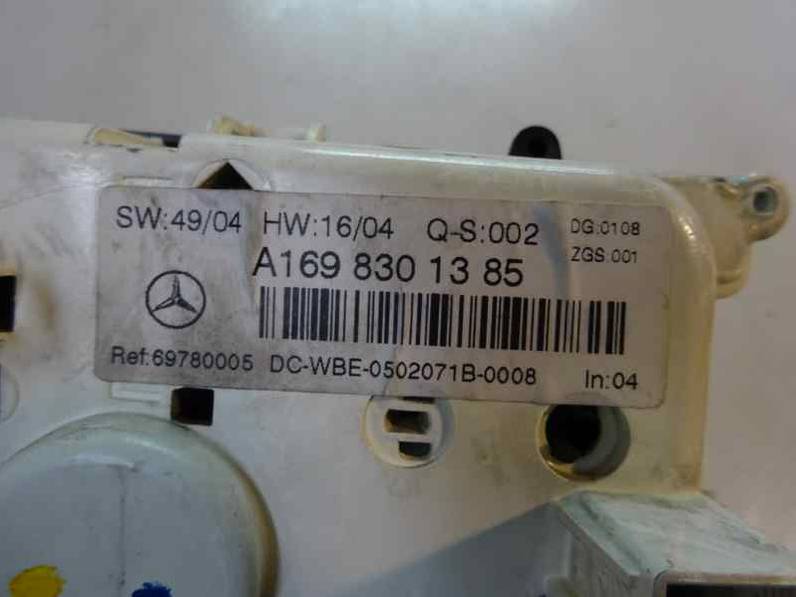 SW:49/04 HW:16/04 Q-S:002 DG:0108
ZGS:001
A169 830 13 85
Ref:69780005 DC-WBE-0502071B-0008 In:04